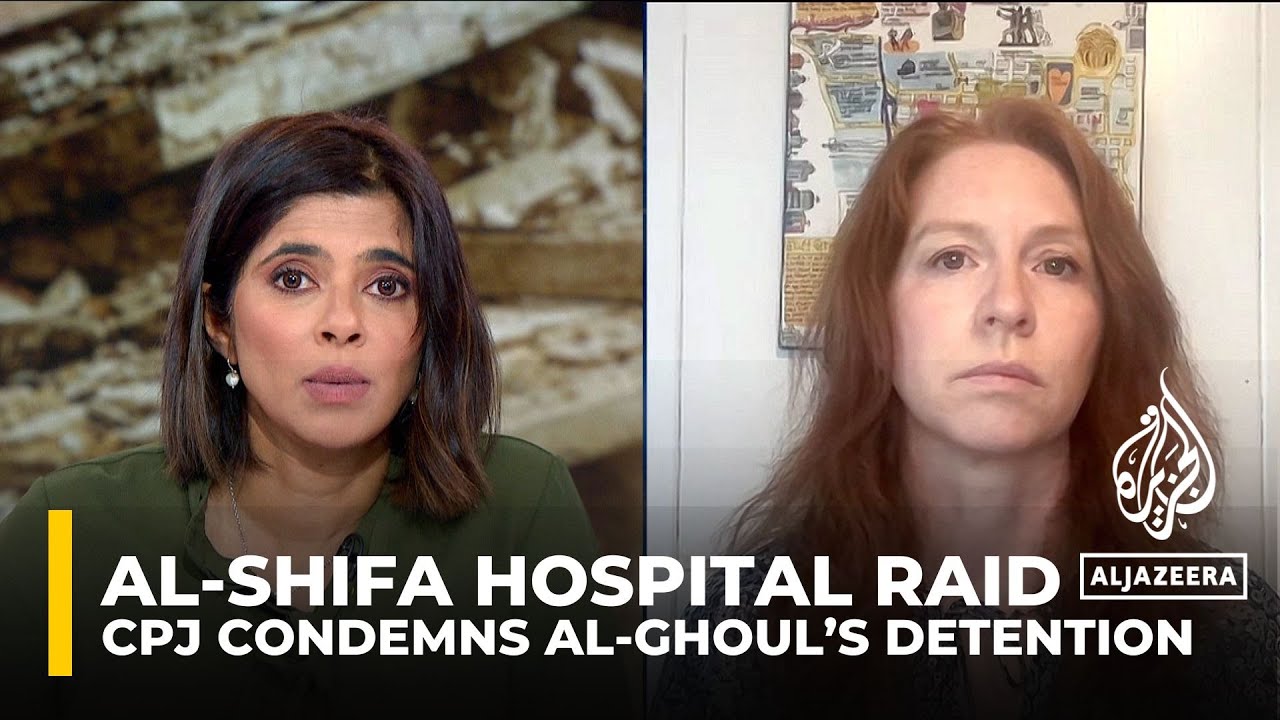 AL-SHIFA HOSPITAL RAID
CPJ CONDEMNS AL-GHOUL'S DETENTION
الجزيرة
ALJAZEERA